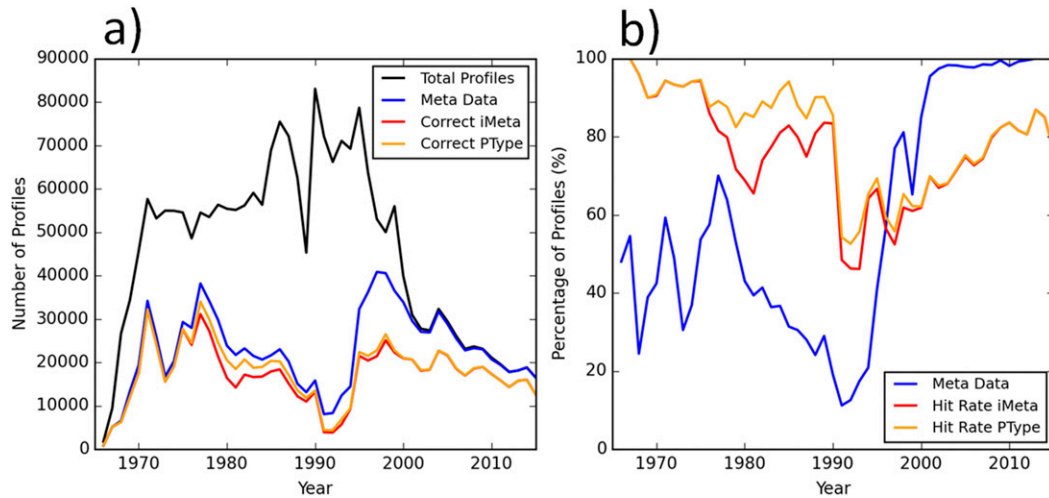 a)
Number of Profiles
90000
80000
70000
60000
50000
40000
30000
20000
10000
0
1970 1980 1990 2000 2010
Year
Total Profiles
Meta Data
Correct iMeta
Correct PType
b)
Percentage of Profiles (%)
100
80
60
40
20
0
1970 1980 1990 2000 2010
Year
Meta Data
Hit Rate iMeta
Hit Rate PType